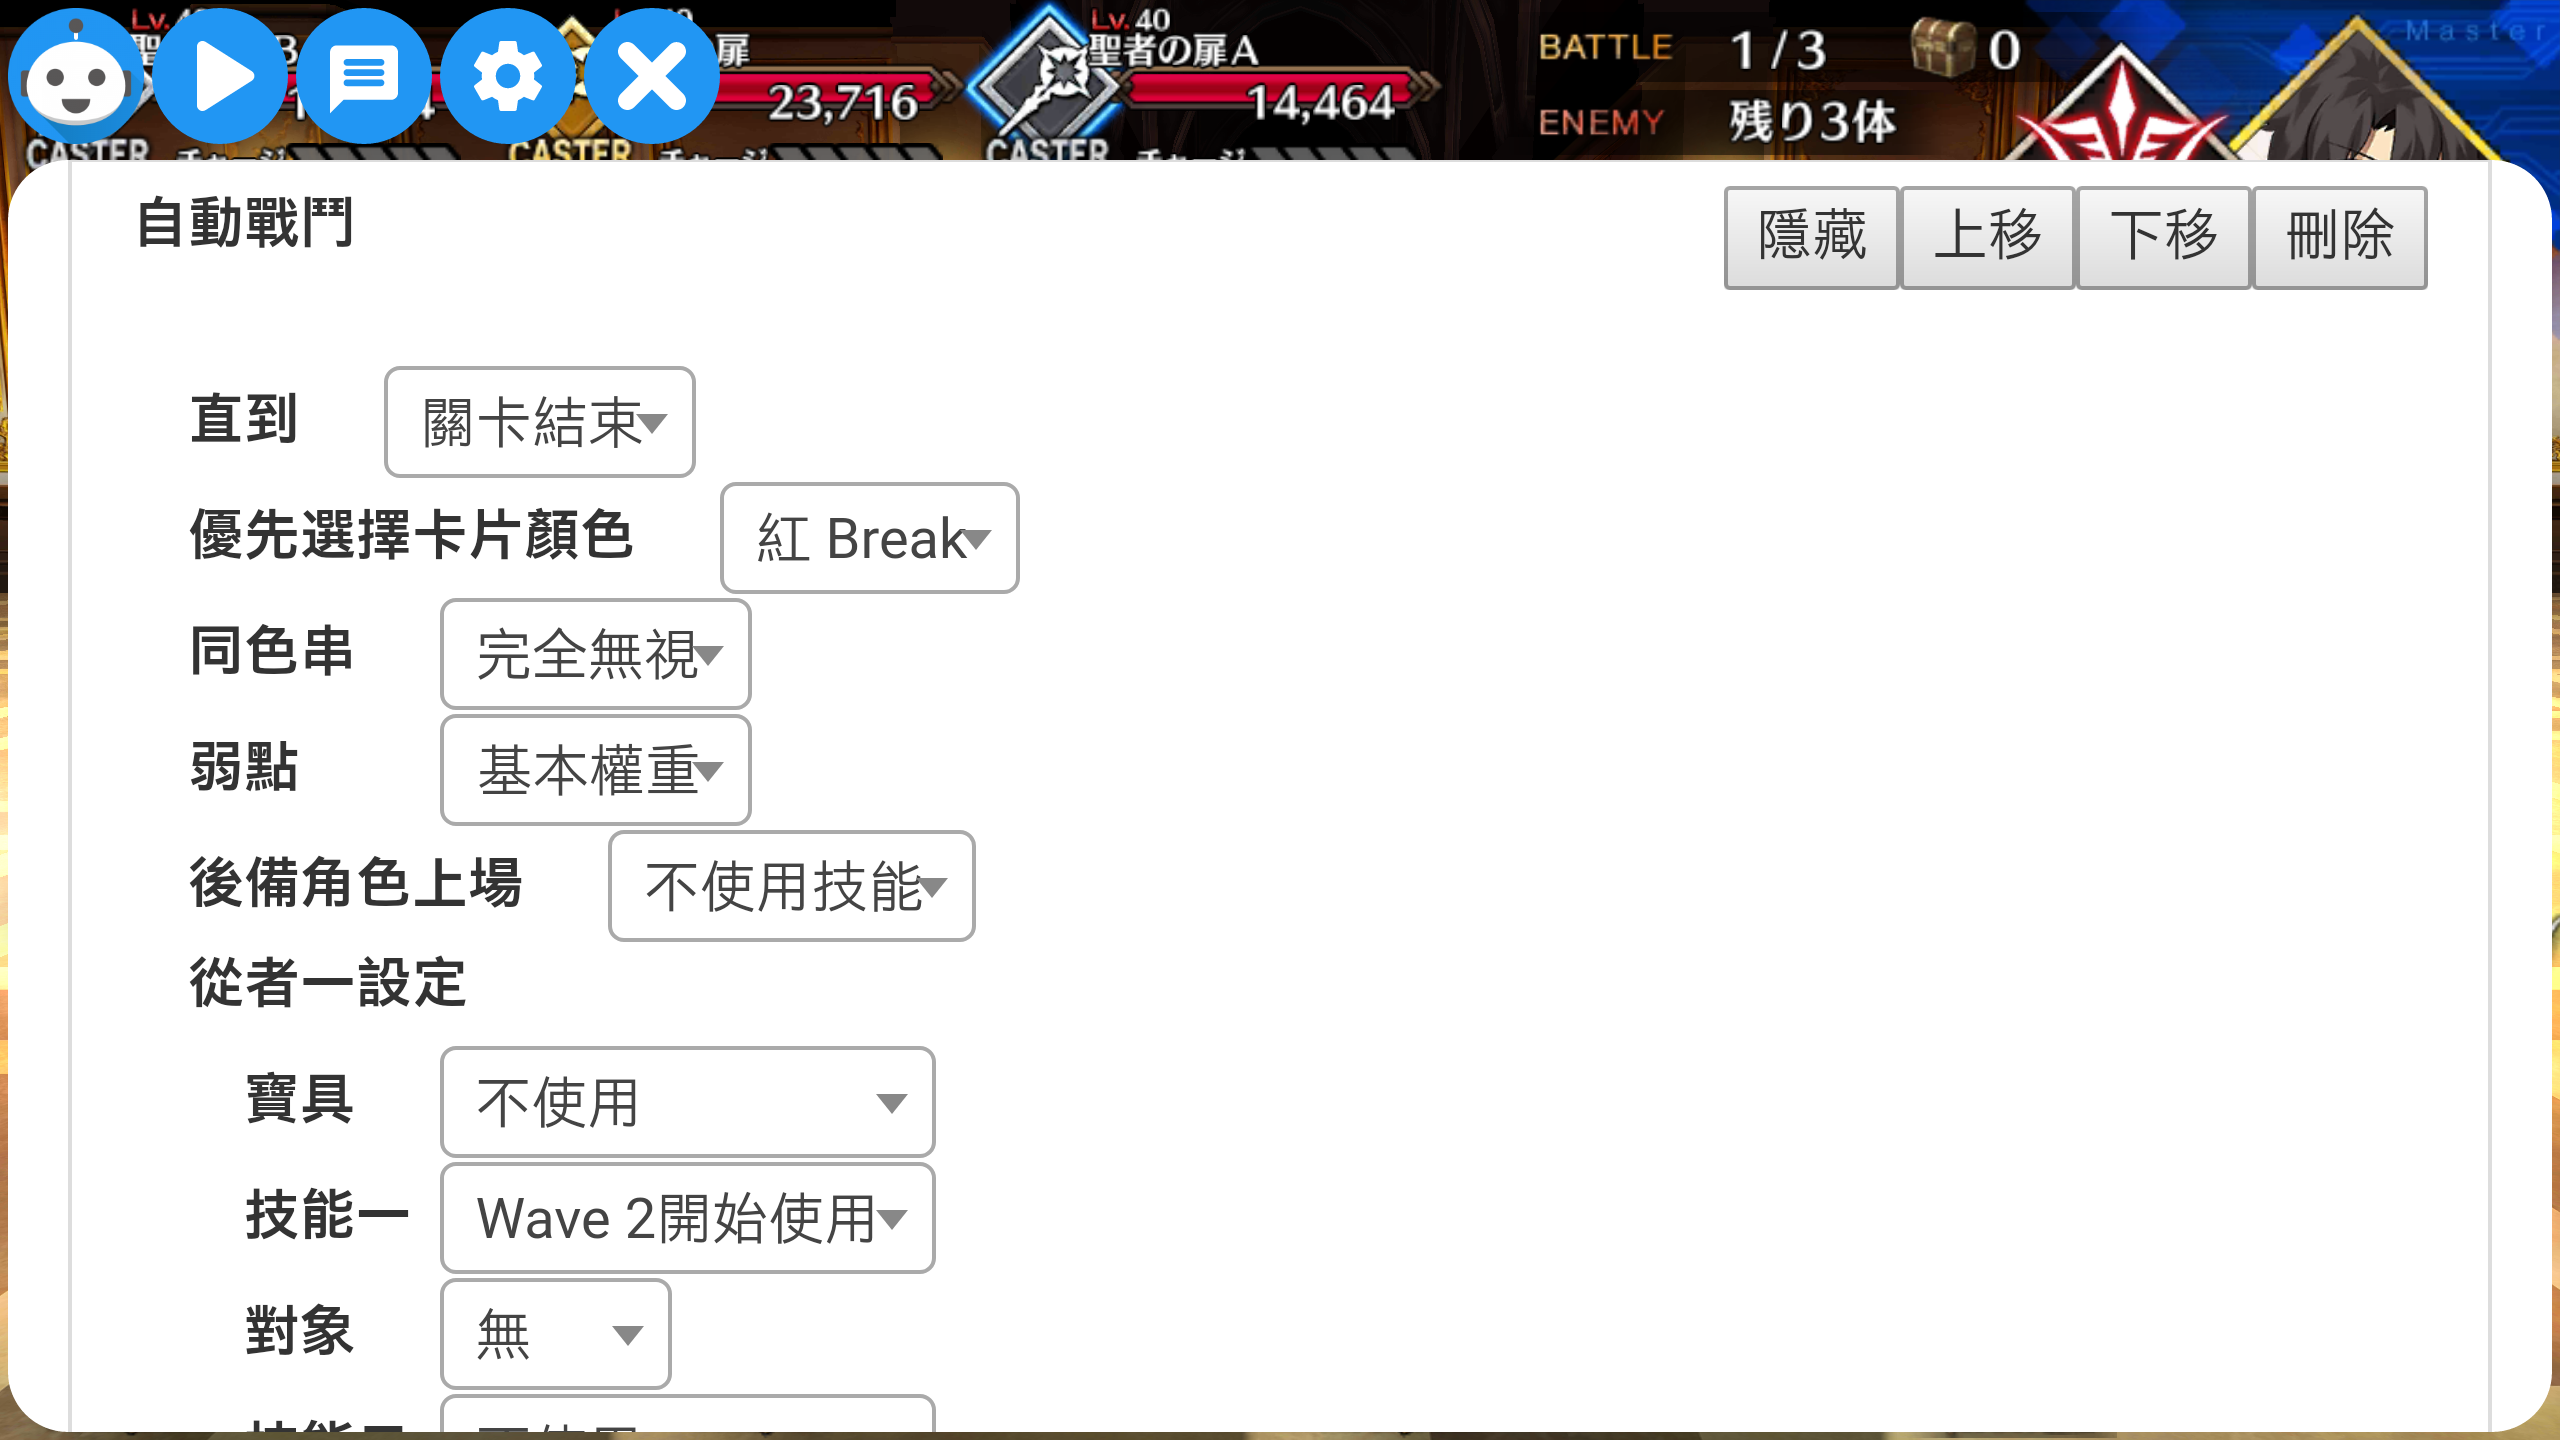 Lv.
扉
23,716
CASTER
CASTER
Lv.40
聖者の扉A
14,464
CASTER
チャージ
BATTLE 1/3 0
ENEMY 残り3体
Master
自動戰鬥
隱藏 上移 下移 刪除
直到 關卡結束
優先選擇卡片顏色 紅 Break
同色串 完全無視
弱點 基本權重
後備角色上場 不使用技能
從者一設定
寶具 不使用
技能一 Wave 2開始使用
對象 無